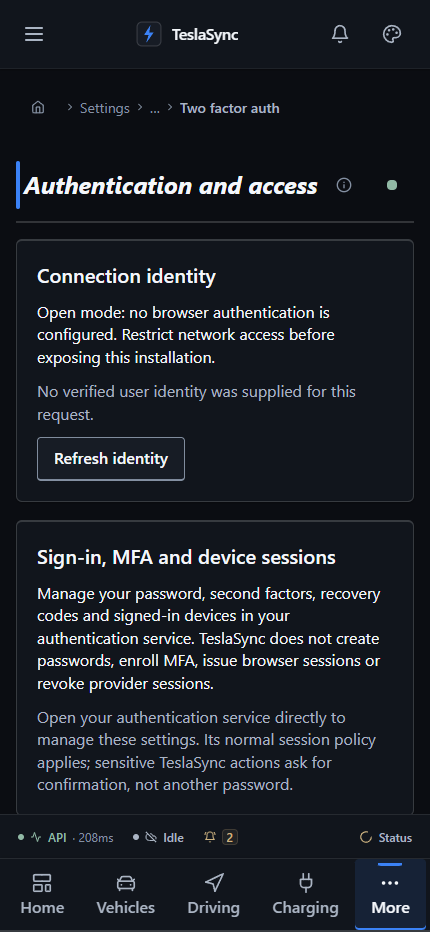 TeslaSync
Settings
...
Two factor auth
Authentication and access
Connection identity
Open mode: no browser authentication is
configured. Restrict network access before
exposing this installation.
No verified user identity was supplied for this
request.
Refresh identity
Sign-in, MFA and device sessions
Manage your password, second factors, recovery
codes and signed-in devices in your
authentication service. TeslaSync does not create
passwords, enroll MFA, issue browser sessions or
revoke provider sessions.
Open your authentication service directly to
manage these settings. Its normal session policy
applies; sensitive TeslaSync actions ask for
confirmation, not another password.
API · 208ms
Idle
2
Status
Home
Vehicles
Driving
Charging
More